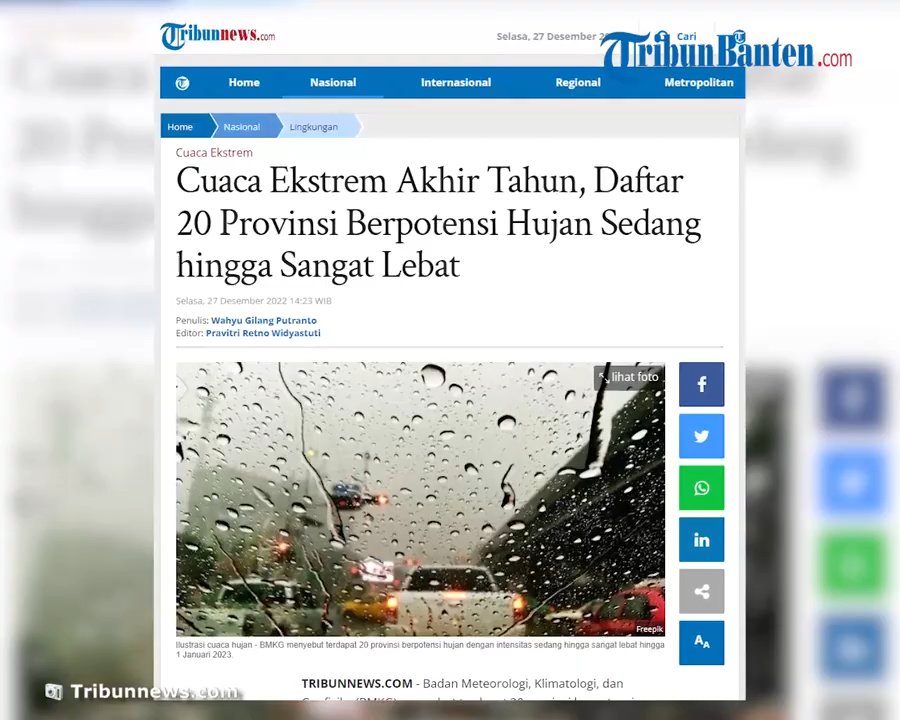 Tribunnews.com
Selasa, 27 Desember
Cari
TribunBanten.com
Home
Nasional
Internasional
Regional
Metropolitan
Home
Nasional
Lingkungan
Cuaca Ekstrem
Cuaca Ekstrem Akhir Tahun, Daftar
20 Provinsi Berpotensi Hujan Sedang
hingga Sangat Lebat
Selasa, 27 Desember 2022 14:23 WIB
Penulis: Wahyu Gilang Putranto
Editor: Pravitri Retno Widyastuti
lihat foto
Freepik
Ilustrasi cuaca hujan - BMKG menyebut terdapat 20 provinsi berpotensi hujan dengan intensitas sedang hingga sangat lebat hingga
1 Januari 2023.
TRIBUNNEWS.COM - Badan Meteorologi, Klimatologi, dan
Tribunnews.com